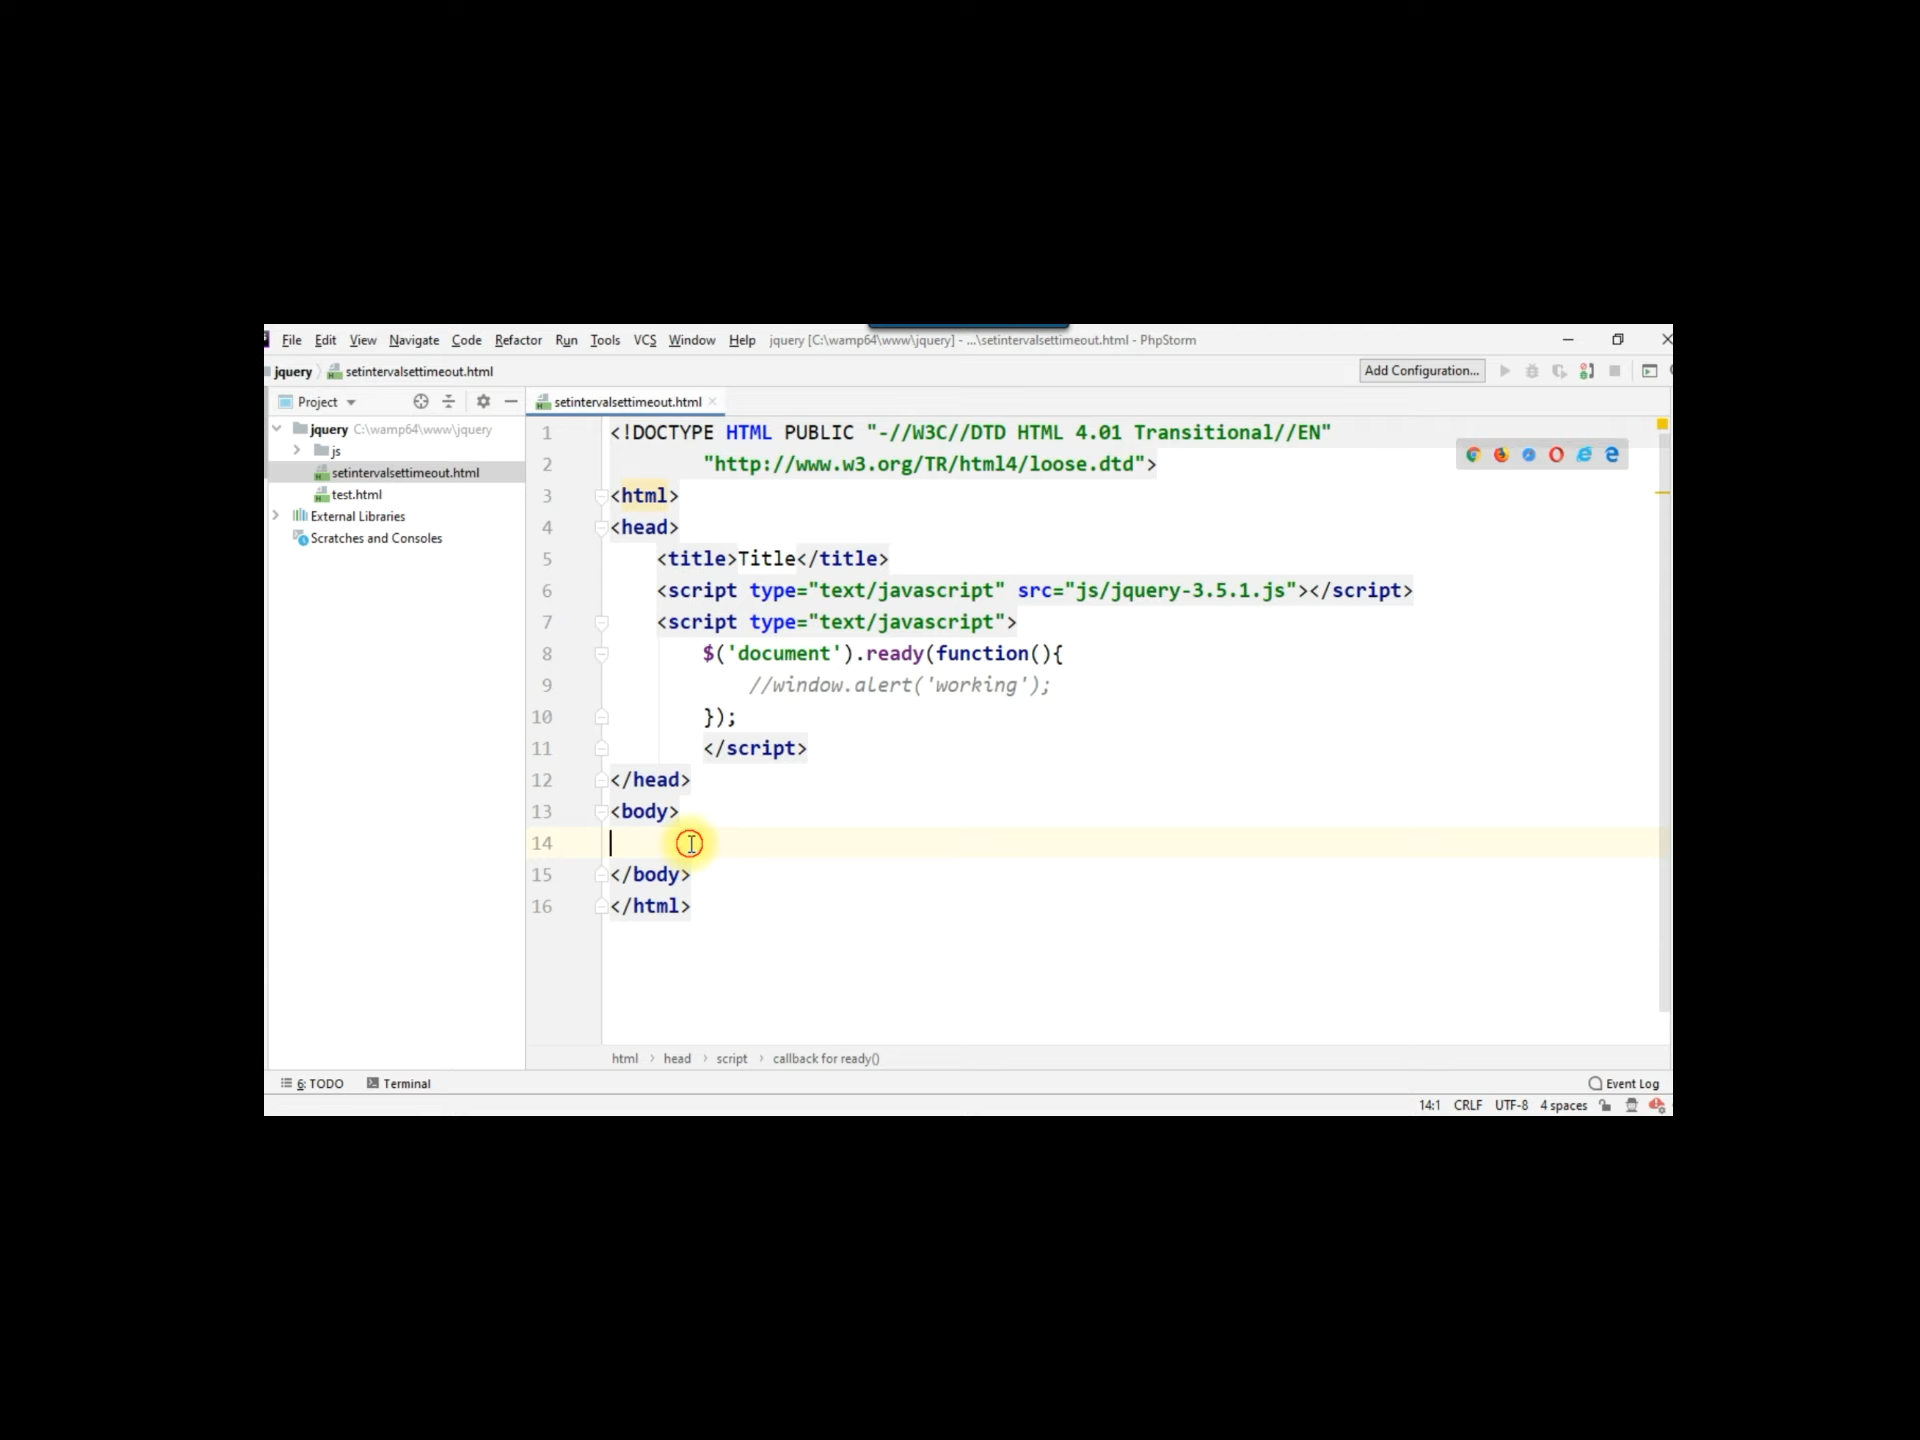 File Edit View Navigate Code Refactor Run Tools VCS Window Help jquery [C:\wamp64\www\jquery] - ...\setintervalsettimeout.html - PhpStorm
jquery setintervalsettimeout.html Add Configuration...
Project setintervalsettimeout.html
jquery C:\wamp64\www\jquery
js
setintervalsettimeout.html
test.html
External Libraries
Scratches and Consoles
1 <!DOCTYPE HTML PUBLIC "-//W3C//DTD HTML 4.01 Transitional//EN"
2 "http://www.w3.org/TR/html4/loose.dtd">
3 <html>
4 <head>
5 <title>Title</title>
6 <script type="text/javascript" src="js/jquery-3.5.1.js"></script>
7 <script type="text/javascript">
8 $('document').ready(function(){
9 //window.alert('working');
10 });
11 </script>
12 </head>
13 <body>
14
15 </body>
16 </html>
html head script callback for ready()
6: TODO Terminal Event Log
14:1 CRLF UTF-8 4 spaces